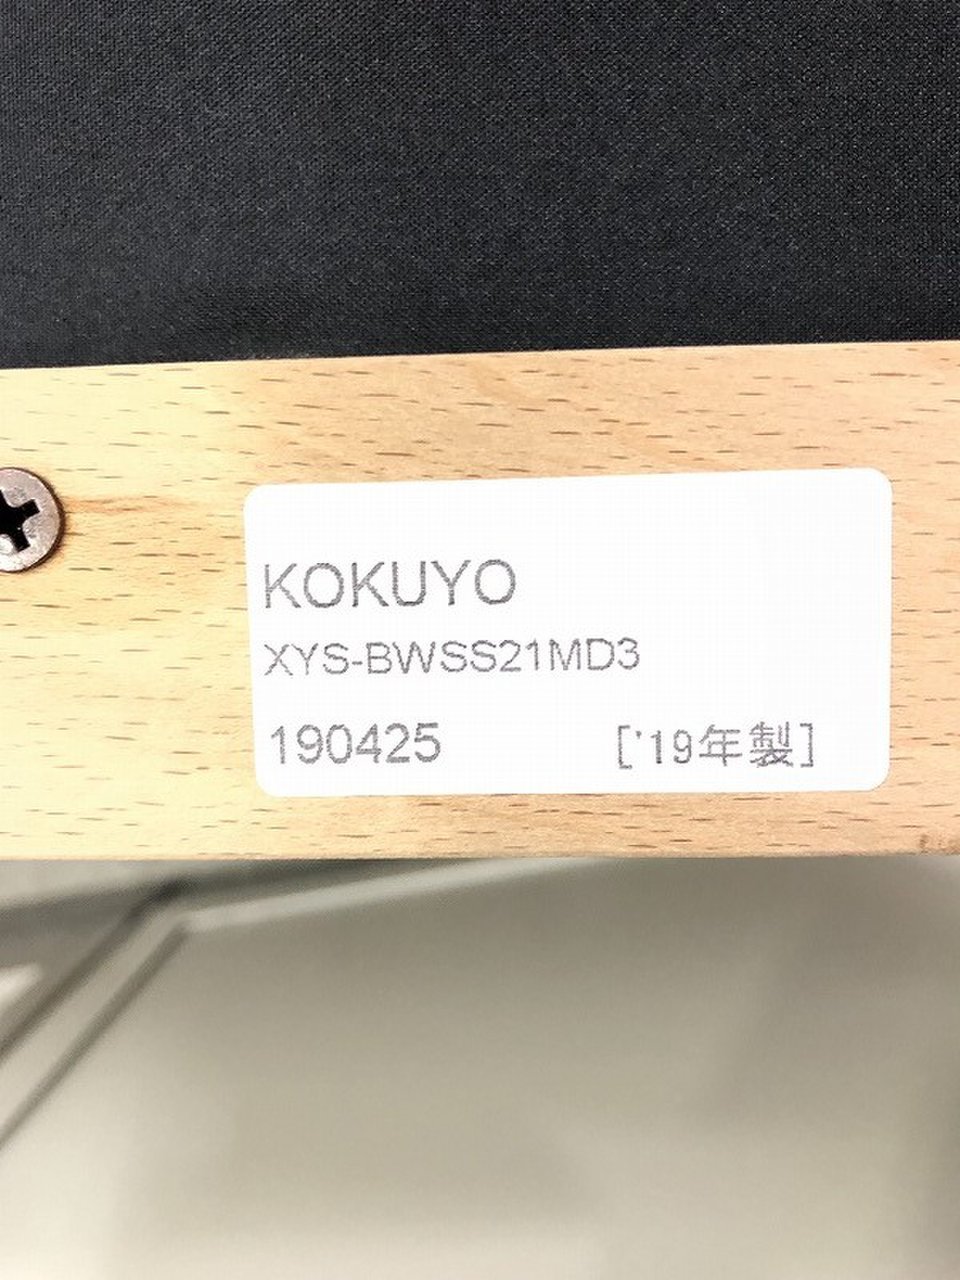 KOKUYO
XYS-BWSS21MD3
190425 ['19年製]